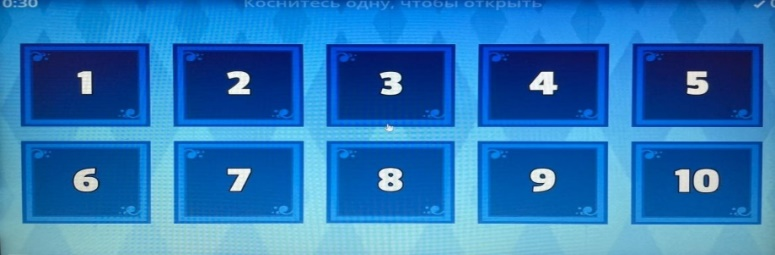 0:30 Коснитесь одну, чтобы открыть
1 2 3 4 5
6 7 8 9 10